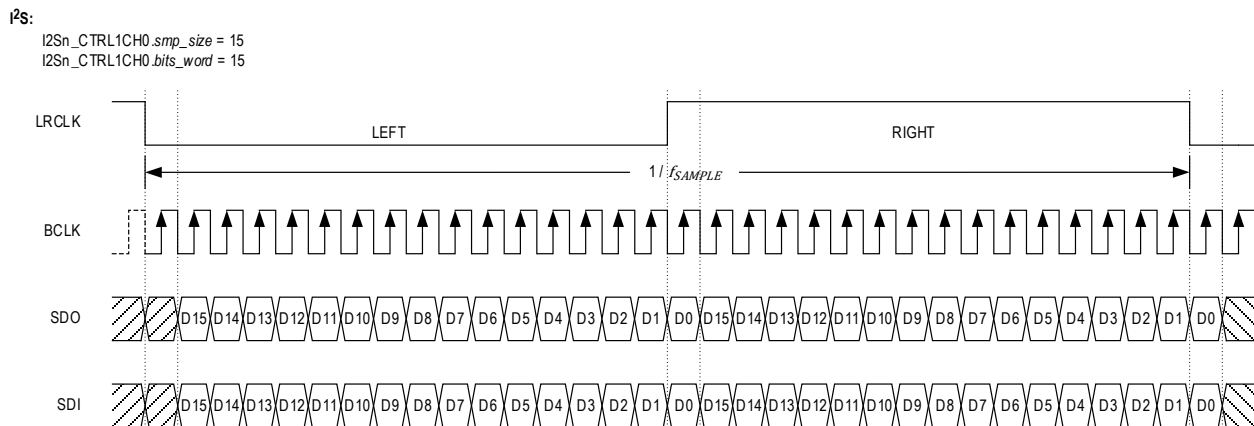 I²S:
I2Sn_CTRL1CH0.smp_size = 15
I2Sn_CTRL1CH0.bits_word = 15
LRCLK LEFT RIGHT
1 / fSAMPLE
BCLK
SDO D15 D14 D13 D12 D11 D10 D9 D8 D7 D6 D5 D4 D3 D2 D1 D0 D15 D14 D13 D12 D11 D10 D9 D8 D7 D6 D5 D4 D3 D2 D1 D0
SDI D15 D14 D13 D12 D11 D10 D9 D8 D7 D6 D5 D4 D3 D2 D1 D0 D15 D14 D13 D12 D11 D10 D9 D8 D7 D6 D5 D4 D3 D2 D1 D0